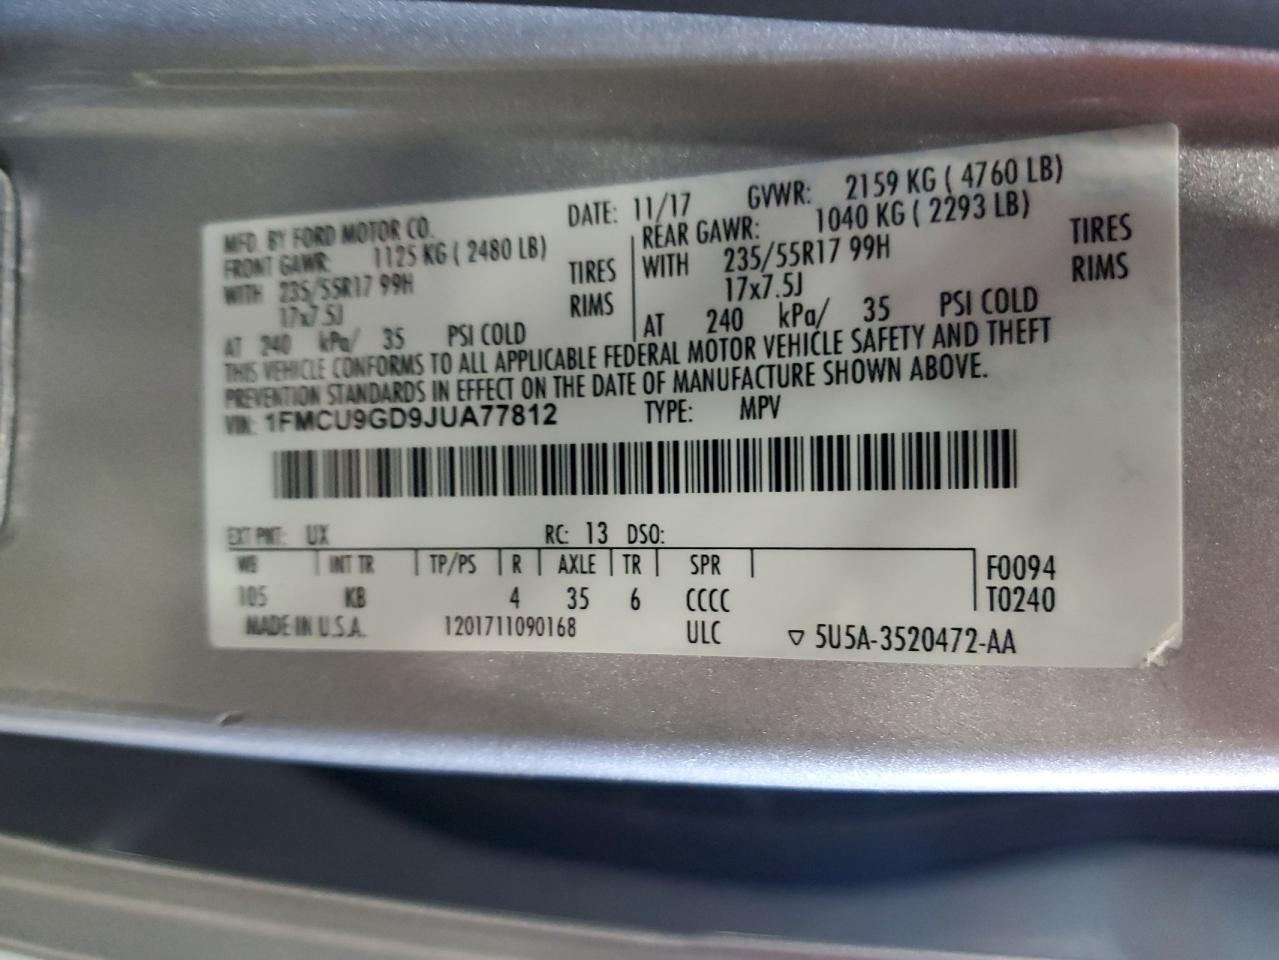 MFD. BY FORD MOTOR CO. DATE: 11/17 GVWR: 2159 KG ( 4760 LB)
FRONT GAWR: 1125 KG ( 2480 LB) REAR GAWR: 1040 KG ( 2293 LB)
WITH 235/55R17 99H TIRES WITH 235/55R17 99H TIRES
17x7.5J RIMS 17x7.5J RIMS
AT 240 kPa/ 35 PSI COLD AT 240 kPa/ 35 PSI COLD
THIS VEHICLE CONFORMS TO ALL APPLICABLE FEDERAL MOTOR VEHICLE SAFETY AND THEFT
PREVENTION STANDARDS IN EFFECT ON THE DATE OF MANUFACTURE SHOWN ABOVE.
VIN: 1FMCU9GD9JUA77812 TYPE: MPV
EXT PNT: UX RC: 13 DSO:
WB INT TR TP/PS R AXLE TR SPR F0094
105 KB 4 35 6 CCCC T0240
MADE IN U.S.A. 1201711090168 ULC ▽ 5U5A-3520472-AA